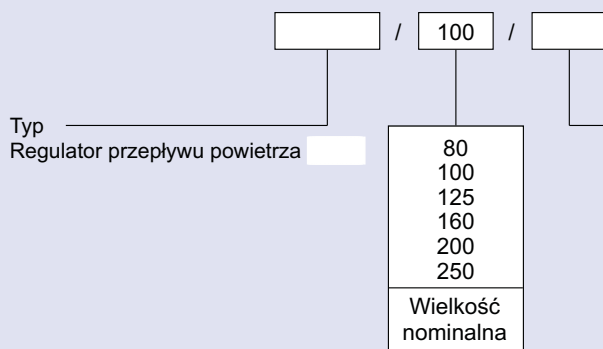 / 100 /
Typ
Regulator przepływu powietrza
80
100
125
160
200
250
Wielkość
nominalna